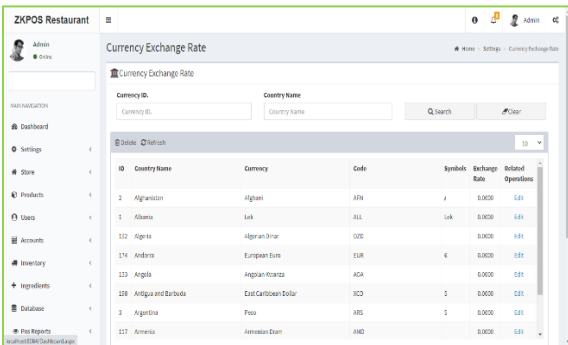 ZKPOS Restaurant
Admin
Currency Exchange Rate
Home > Settings > Currency Exchange Rate
Admin
Online
Currency Exchange Rate
Currency ID.
Country Name
Currency ID.
Country Name
Search
Clear
MAIN NAVIGATION
Dashboard
Settings
Store
Products
Users
Accounts
Inventory
Ingredients
Database
Pos Reports
Delete Refresh
10
ID Country Name Currency Code Symbols Exchange Rate Related Operations
2 Afghanistan Afghani AFN 0.0000 Edit
1 Albania Lek ALL Lek 0.0000 Edit
132 Algeria Algerian Dinar DZD 0.0000 Edit
174 Andorra European Euro EUR € 0.0000 Edit
133 Angola Angolan Kwanza AOA 0.0000 Edit
Antigua and Barbuda East Caribbean Dollar XCD $ 0.0000 Edit
3 Argentina Peso ARS $ 0.0000 Edit
117 Armenia Armenian Dram AMD 0.0000 Edit